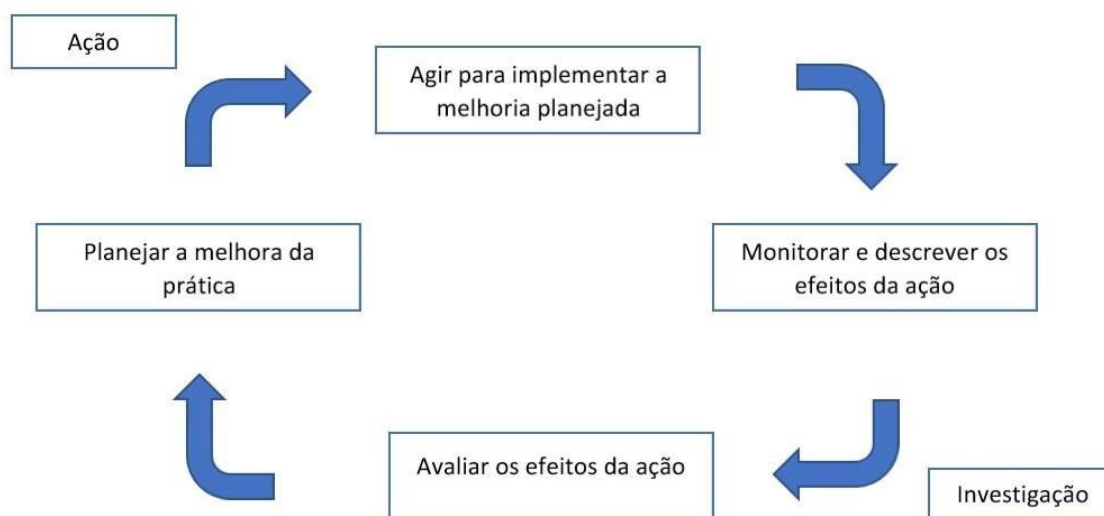 Ação
Agir para implementar a
melhoria planejada
Planejar a melhora da
prática
Monitorar e descrever os
efeitos da ação
Avaliar os efeitos da ação
Investigação